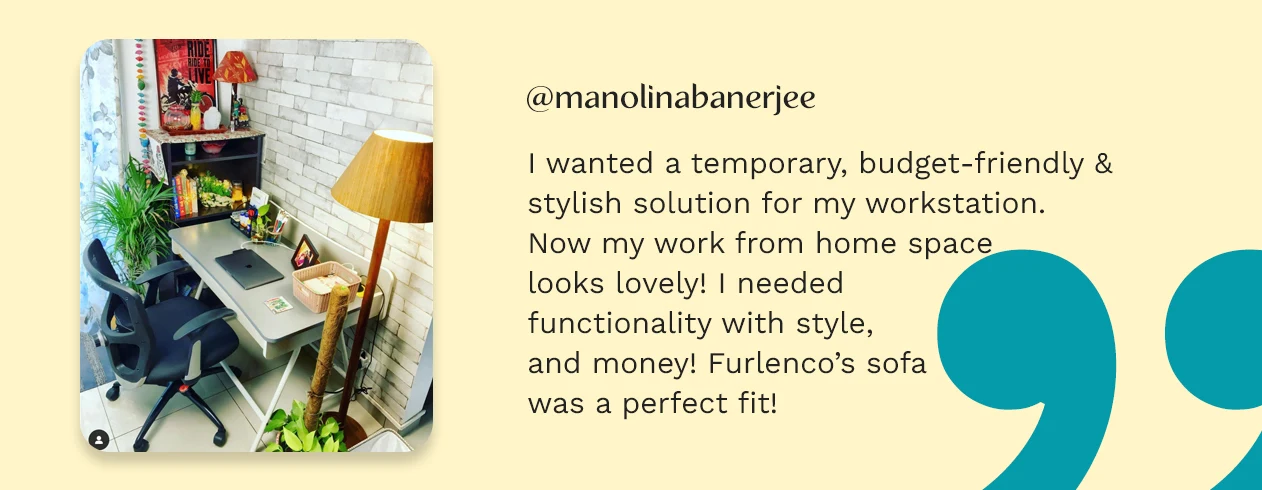 RIDE
RIDE TO
LIVE
@manolinabanerjee
I wanted a temporary, budget-friendly &
stylish solution for my workstation.
Now my work from home space
looks lovely! I needed
functionality with style,
and money! Furlenco’s sofa
was a perfect fit!